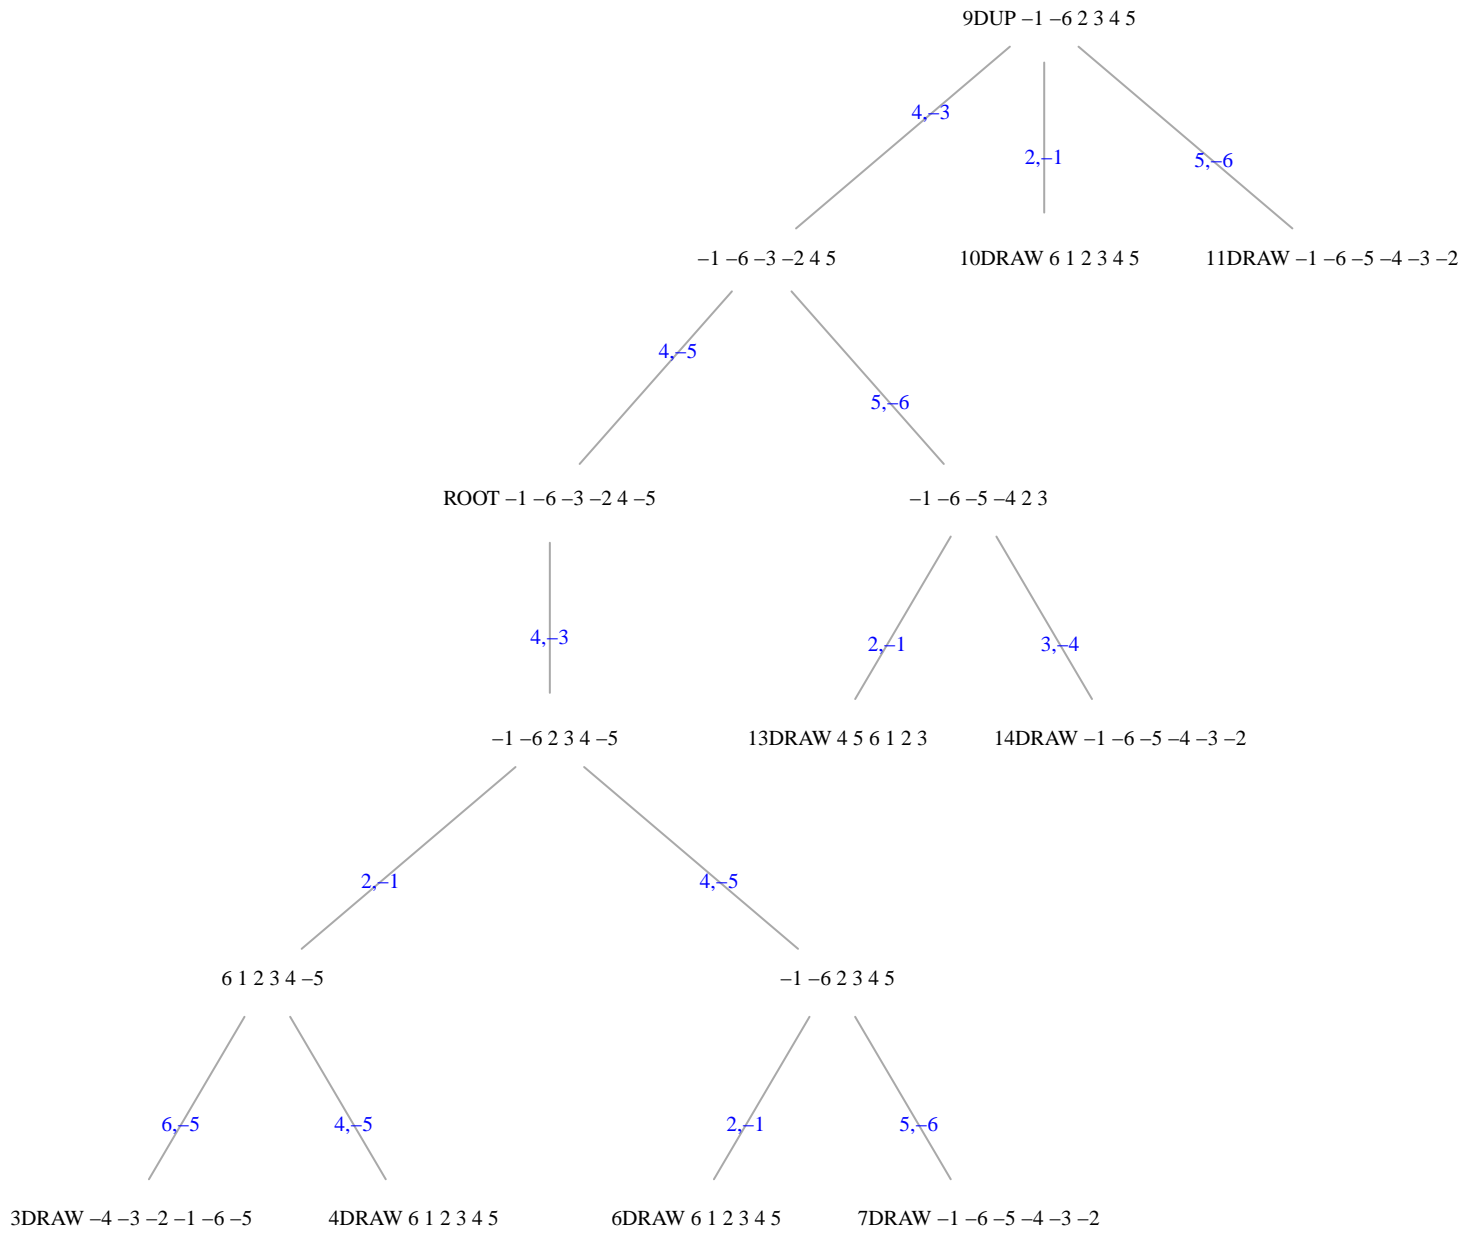 9DUP –1 –6 2 3 4 5
4,–3
2,–1
5,–6
–1 –6 –3 –2 4 5
10DRAW 6 1 2 3 4 5
11DRAW –1 –6 –5 –4 –3 –2
4,–5
5,–6
ROOT –1 –6 –3 –2 4 –5
–1 –6 –5 –4 2 3
4,–3
2,–1
3,–4
–1 –6 2 3 4 –5
13DRAW 4 5 6 1 2 3
14DRAW –1 –6 –5 –4 –3 –2
2,–1
4,–5
6 1 2 3 4 –5
–1 –6 2 3 4 5
6,–5
4,–5
2,–1
5,–6
3DRAW –4 –3 –2 –1 –6 –5
4DRAW 6 1 2 3 4 5
6DRAW 6 1 2 3 4 5
7DRAW –1 –6 –5 –4 –3 –2